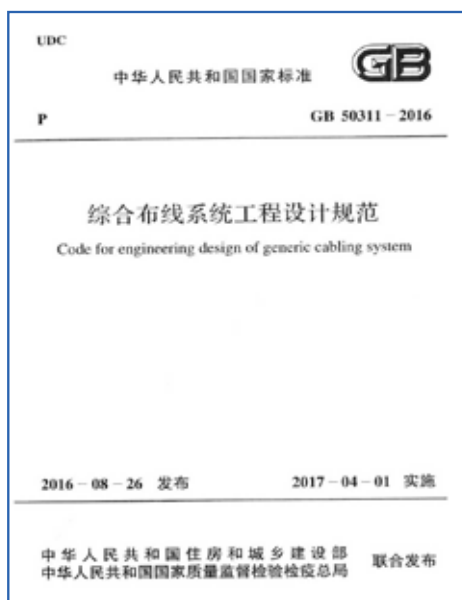 UDC
GB
中华人民共和国国家标准
P
GB 50311-2016
综合布线系统工程设计规范
Code for engineering design of generic cabling system
2016-08-26 发布
2017-04-01 实施
中华人民共和国住房和城乡建设部
中华人民共和国国家质量监督检验检疫总局
联合发布